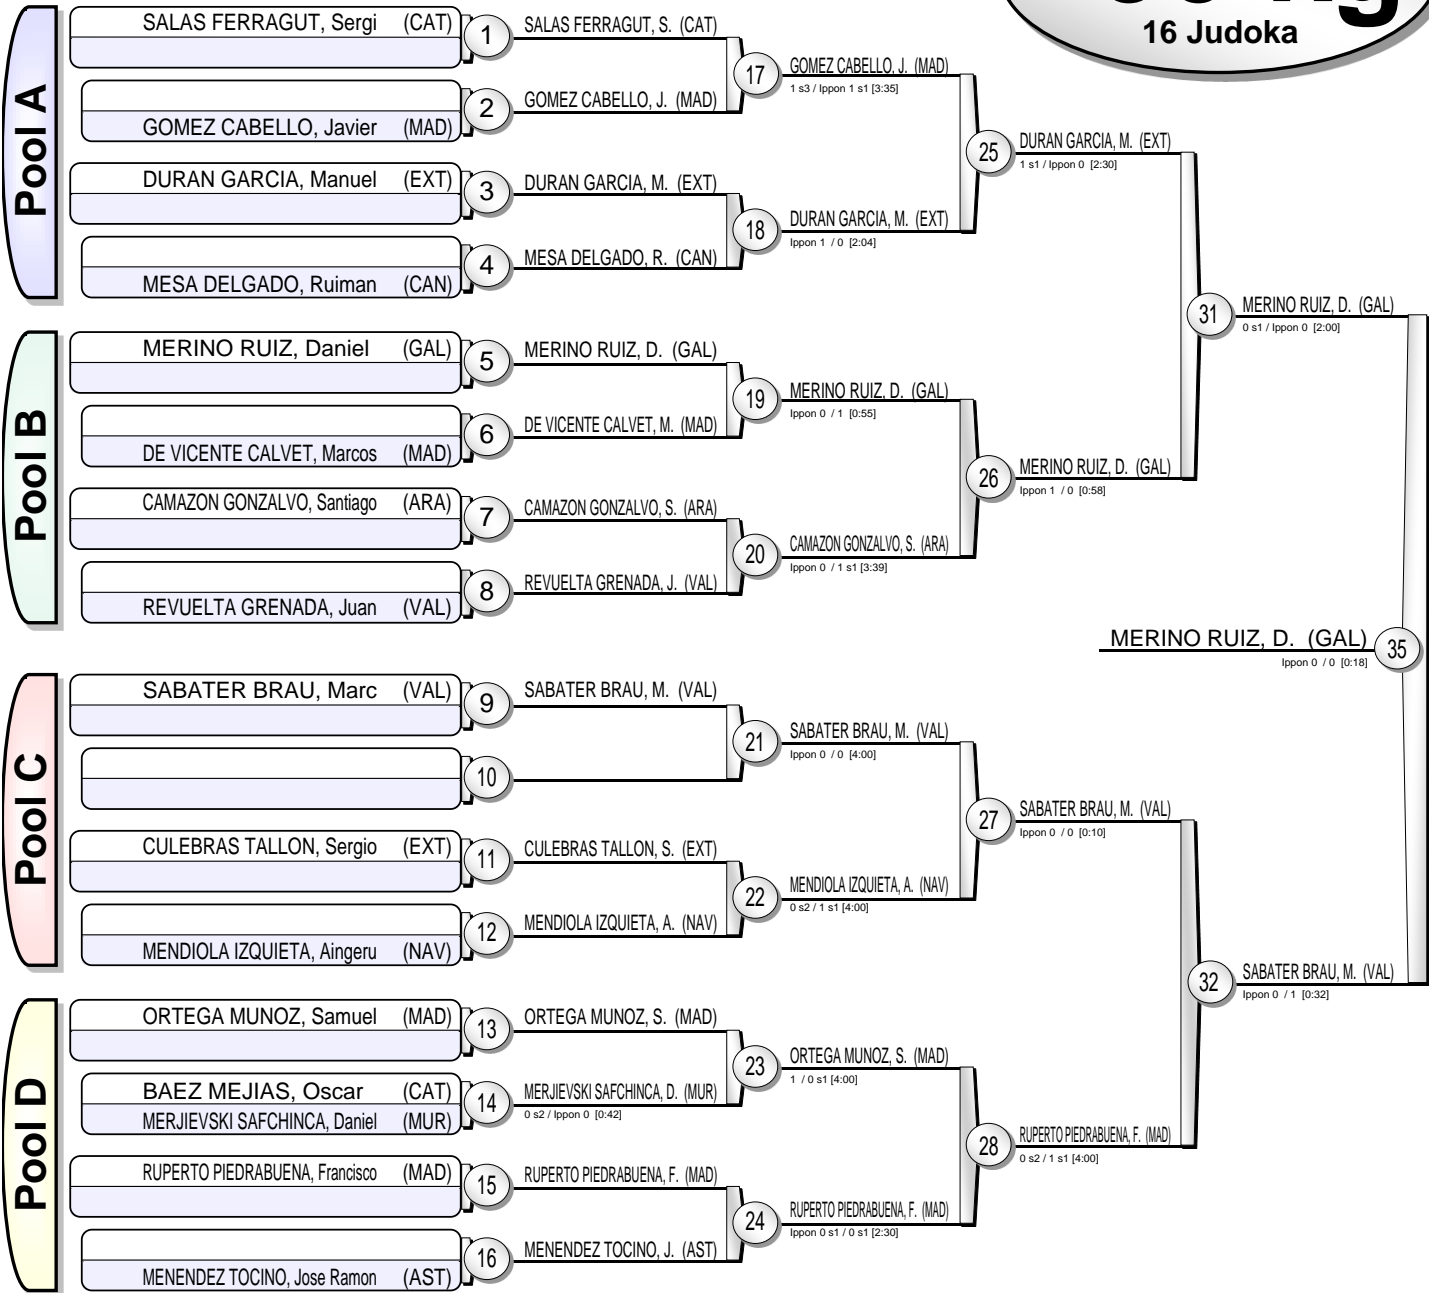 16 Judoka
Pool A
SALAS FERRAGUT, Sergi (CAT)
1
GOMEZ CABELLO, Javier (MAD)
2
DURAN GARCIA, Manuel (EXT)
3
MESA DELGADO, Ruiman (CAN)
4
Pool B
MERINO RUIZ, Daniel (GAL)
5
DE VICENTE CALVET, Marcos (MAD)
6
CAMAZON GONZALVO, Santiago (ARA)
7
REVUELTA GRENADA, Juan (VAL)
8
Pool C
SABATER BRAU, Marc (VAL)
9
10
CULEBRAS TALLON, Sergio (EXT)
11
MENDIOLA IZQUIETA, Aingeru (NAV)
12
Pool D
ORTEGA MUNOZ, Samuel (MAD)
13
BAEZ MEJIAS, Oscar (CAT)
MERJIEVSKI SAFCHINCA, Daniel (MUR)
14
RUPERTO PIEDRABUENA, Francisco (MAD)
15
MENENDEZ TOCINO, Jose Ramon (AST)
16
SALAS FERRAGUT, S. (CAT)
17
GOMEZ CABELLO, J. (MAD)
DURAN GARCIA, M. (EXT)
18
MESA DELGADO, R. (CAN)
MERINO RUIZ, D. (GAL)
19
DE VICENTE CALVET, M. (MAD)
CAMAZON GONZALVO, S. (ARA)
20
REVUELTA GRENADA, J. (VAL)
SABATER BRAU, M. (VAL)
21
CULEBRAS TALLON, S. (EXT)
22
MENDIOLA IZQUIETA, A. (NAV)
ORTEGA MUNOZ, S. (MAD)
23
MERJIEVSKI SAFCHINCA, D. (MUR)
0 s2 / Ippon 0 [0:42]
RUPERTO PIEDRABUENA, F. (MAD)
24
MENENDEZ TOCINO, J. (AST)
GOMEZ CABELLO, J. (MAD)
1 s3 / Ippon 1 s1 [3:35]
25
DURAN GARCIA, M. (EXT)
Ippon 1 / 0 [2:04]
MERINO RUIZ, D. (GAL)
Ippon 0 / 1 [0:55]
26
CAMAZON GONZALVO, S. (ARA)
Ippon 0 / 1 s1 [3:39]
SABATER BRAU, M. (VAL)
Ippon 0 / 0 [4:00]
27
MENDIOLA IZQUIETA, A. (NAV)
0 s2 / 1 s1 [4:00]
ORTEGA MUNOZ, S. (MAD)
1 / 0 s1 [4:00]
28
RUPERTO PIEDRABUENA, F. (MAD)
Ippon 0 s1 / 0 s1 [2:30]
DURAN GARCIA, M. (EXT)
1 s1 / Ippon 0 [2:30]
31
MERINO RUIZ, D. (GAL)
Ippon 1 / 0 [0:58]
SABATER BRAU, M. (VAL)
Ippon 0 / 0 [0:10]
32
RUPERTO PIEDRABUENA, F. (MAD)
0 s2 / 1 s1 [4:00]
MERINO RUIZ, D. (GAL)
0 s1 / Ippon 0 [2:00]
MERINO RUIZ, D. (GAL)
35
Ippon 0 / 0 [0:18]
SABATER BRAU, M. (VAL)
Ippon 0 / 1 [0:32]